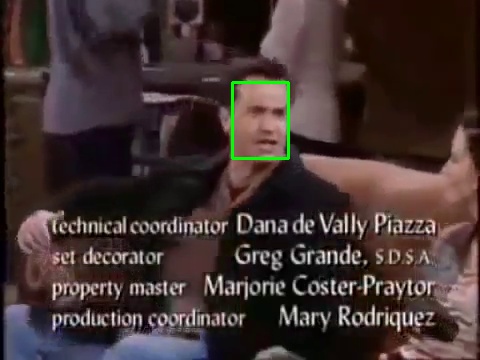 technical coordinator Dana de Vally Piazza
set decorator Greg Grande, S.D.S.A.
property master Marjorie Coster-Praytor
production coordinator Mary Rodriquez